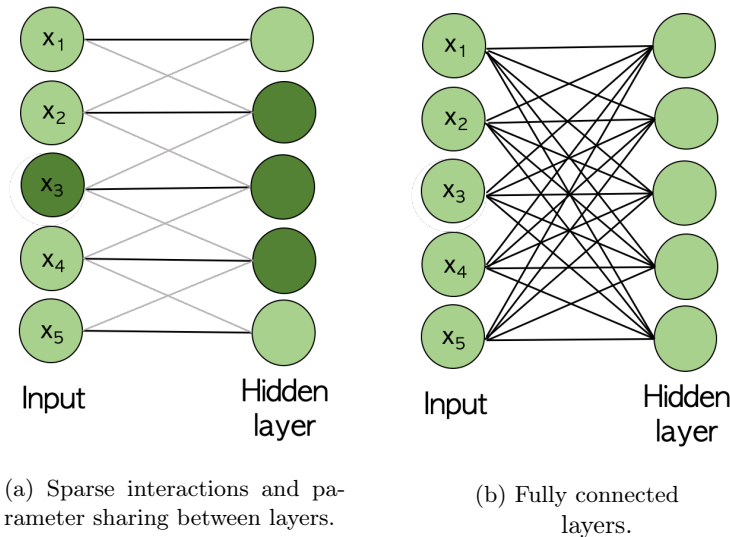 x1
x2
x3
x4
x5
Input
Hidden
layer
(a) Sparse interactions and pa-
rameter sharing between layers.
x1
x2
x3
x4
x5
Input
Hidden
layer
(b) Fully connected
layers.